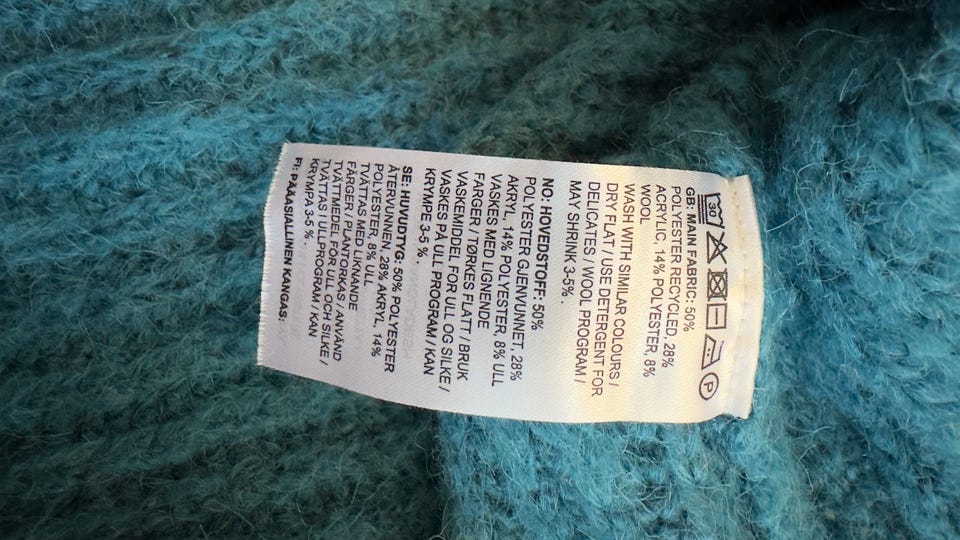 30 P
GB: MAIN FABRIC: 50%
POLYESTER RECYCLED, 28%
ACRYLIC, 14% POLYESTER, 8%
WOOL
WASH WITH SIMILAR COLOURS /
DRY FLAT / USE DETERGENT FOR
DELICATES / WOOL PROGRAM /
MAY SHRINK 3-5%.
NO: HOVEDSTOFF: 50%
POLYESTER GJENVUNNET, 28%
AKRYL, 14% POLYESTER, 8% ULL
VASKES MED LIGNENDE
FARGER / TØRKES FLATT / BRUK
VASKEMIDDEL FOR ULL OG SILKE /
VASKES PÅ ULL PROGRAM / KAN
KRYMPE 3-5 % .
SE: HUVUDTYG: 50% POLYESTER
ÅTERVUNNEN, 28% AKRYL, 14%
POLYESTER, 8% ULL
TVÄTTAS MED LIKNANDE
FÄRGER / PLANTORKAS / ANVÄND
TVÄTTMEDEL FÖR ULL OCH SILKE /
TVÄTTAS I ULLPROGRAM / KAN
KRYMPA 3-5 % .
FI: PÄÄASIALLINEN KANGAS: